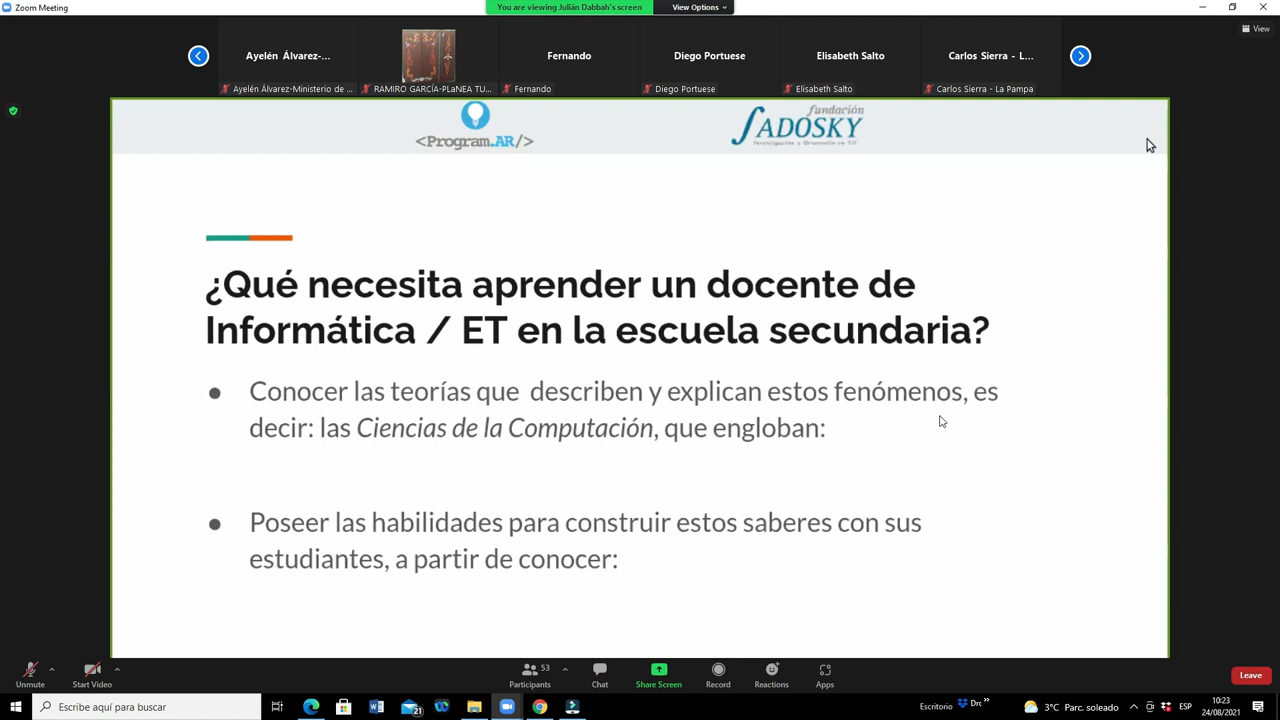 Zoom Meeting
You are viewing Julián Dabbah's screen
View Options
View
Ayelén Álvarez-...
Fernando
Diego Portuese
Elisabeth Salto
Carlos Sierra - L...
Ayelén Álvarez-Ministerio de ...
RAMIRO GARCÍA-PLaNEA TU...
Fernando
Diego Portuese
Elisabeth Salto
Carlos Sierra - La Pampa
<Program.AR/>
fundación
SADOSKY
¿Qué necesita aprender un docente de
Informática / ET en la escuela secundaria?
● Conocer las teorías que describen y explican estos fenómenos, es
decir: las Ciencias de la Computación, que engloban:
● Poseer las habilidades para construir estos saberes con sus
estudiantes, a partir de conocer:
Unmute
Start Video
53
Participants
Chat
Share Screen
Record
Reactions
Apps
Leave
Escribe aquí para buscar
21
Escritorio
3°C Parc. soleado
ESP
10:23
24/08/2021